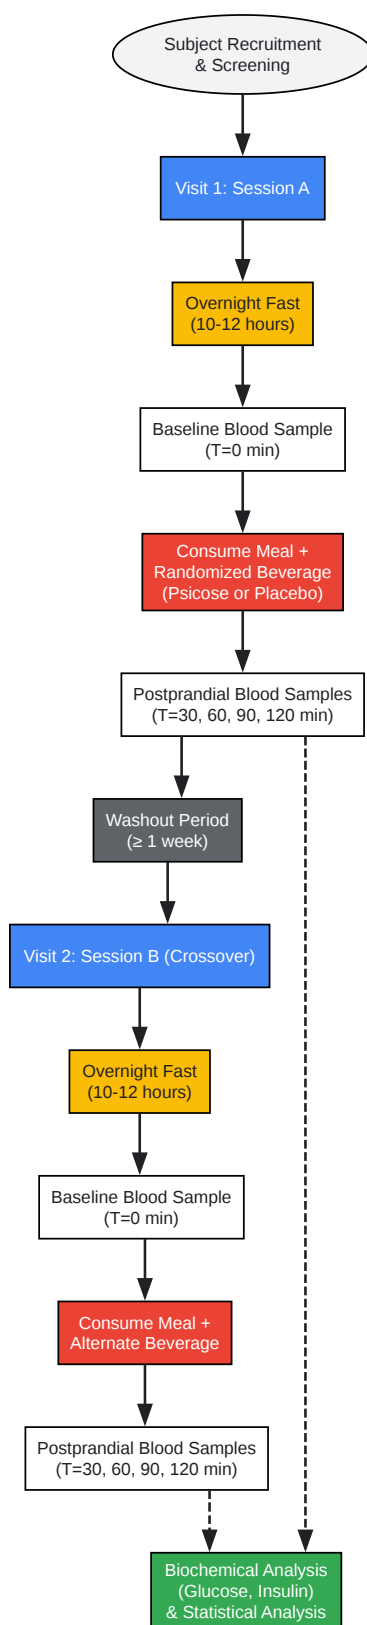 Subject Recruitment
& Screening
Visit 1: Session A
Overnight Fast
(10-12 hours)
Baseline Blood Sample
(T=0 min)
Consume Meal +
Randomized Beverage
(Psicose or Placebo)
Postprandial Blood Samples
(T=30, 60, 90, 120 min)
Washout Period
(≥ 1 week)
Visit 2: Session B (Crossover)
Overnight Fast
(10-12 hours)
Baseline Blood Sample
(T=0 min)
Consume Meal +
Alternate Beverage
Postprandial Blood Samples
(T=30, 60, 90, 120 min)
Biochemical Analysis
(Glucose, Insulin)
& Statistical Analysis